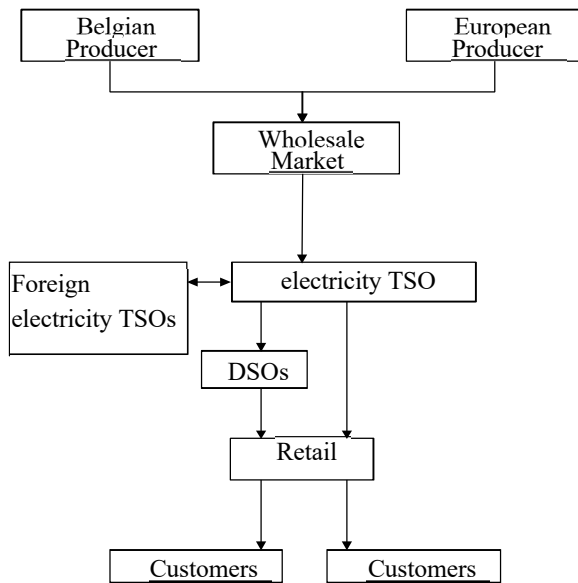 Belgian
Producer
European
Producer
Wholesale
Market
Foreign
electricity TSOs
electricity TSO
DSOs
Retail
Customers
Customers